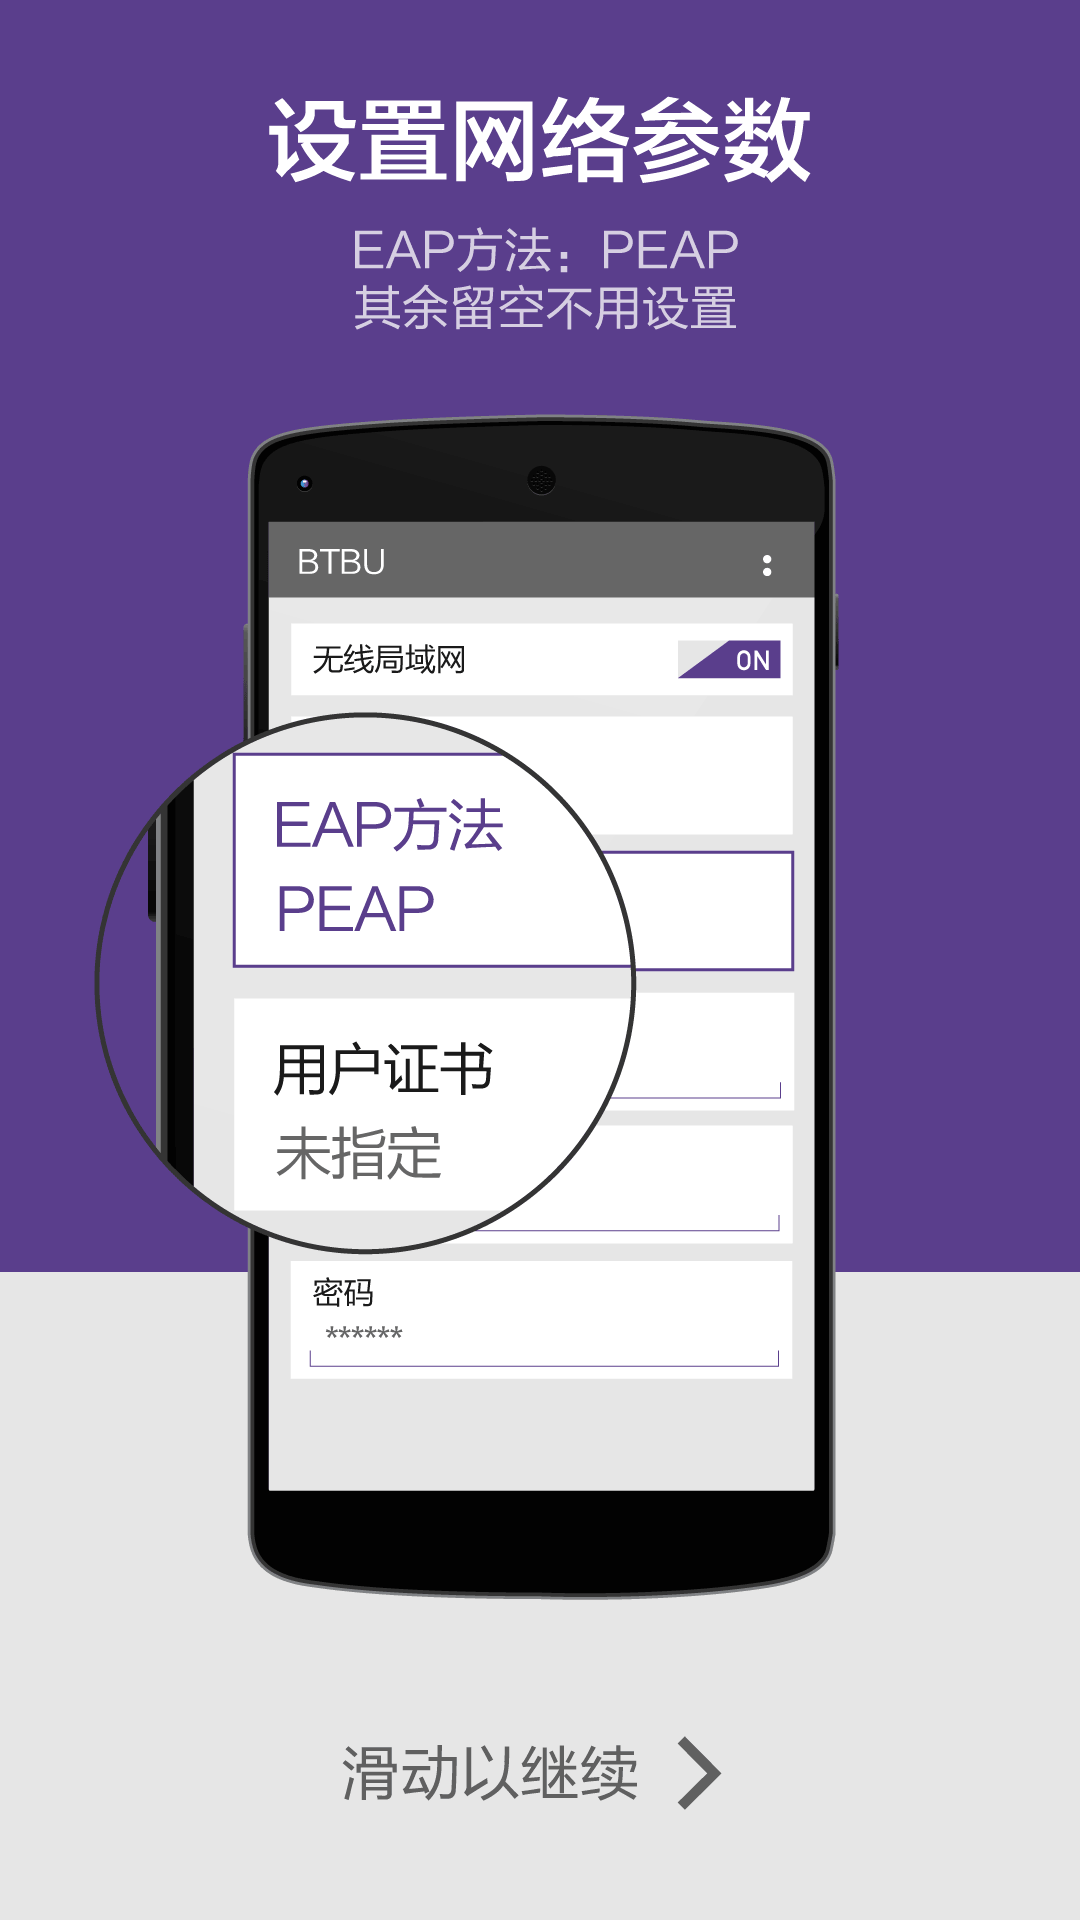 设置网络参数
EAP方法：PEAP
其余留空不用设置
BTBU
无线局域网
ON
EAP方法
PEAP
用户证书
未指定
密码
******
滑动以继续